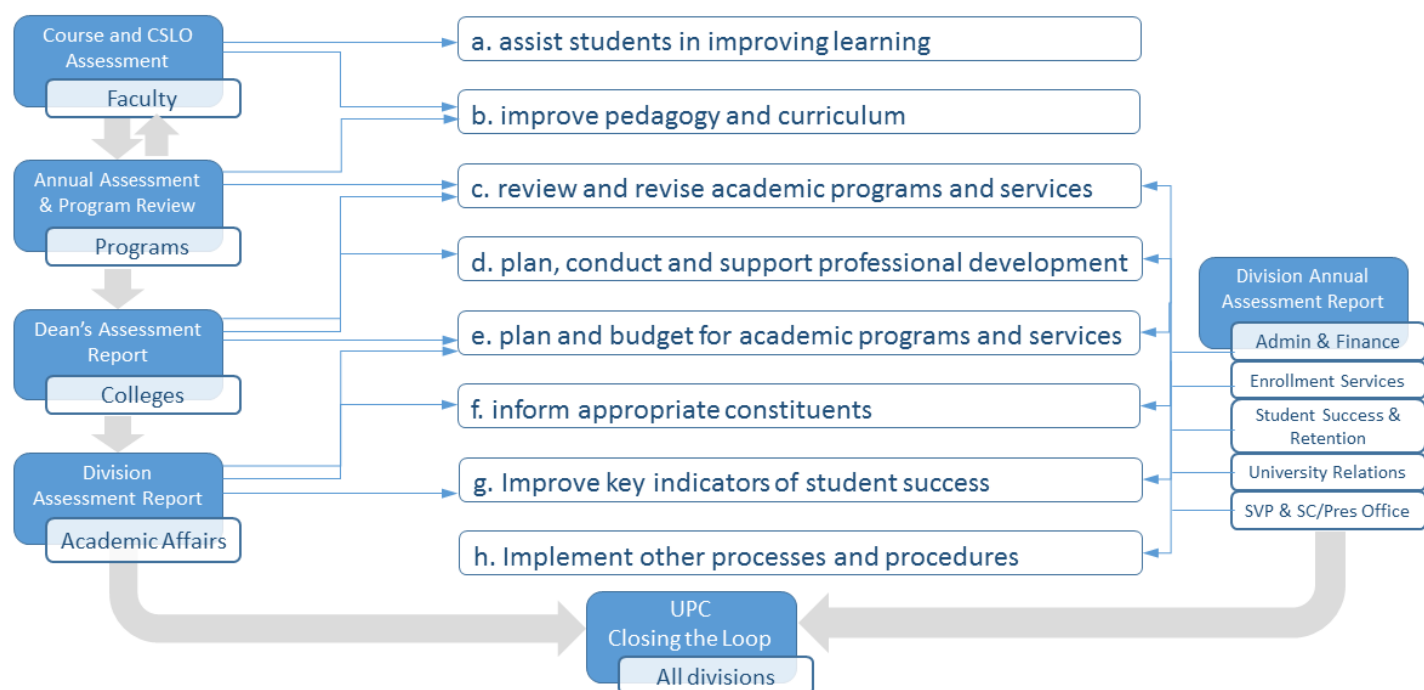 Course and CSLO
Assessment
Faculty
Annual Assessment
& Program Review
Programs
Dean's Assessment
Report
Colleges
Division
Assessment Report
Academic Affairs
a. assist students in improving learning
b. improve pedagogy and curriculum
c. review and revise academic programs and services
d. plan, conduct and support professional development
e. plan and budget for academic programs and services
f. inform appropriate constituents
g. Improve key indicators of student success
h. Implement other processes and procedures
Division Annual
Assessment Report
Admin & Finance
Enrollment Services
Student Success &
Retention
University Relations
SVP & SC/Pres Office
UPC
Closing the Loop
All divisions